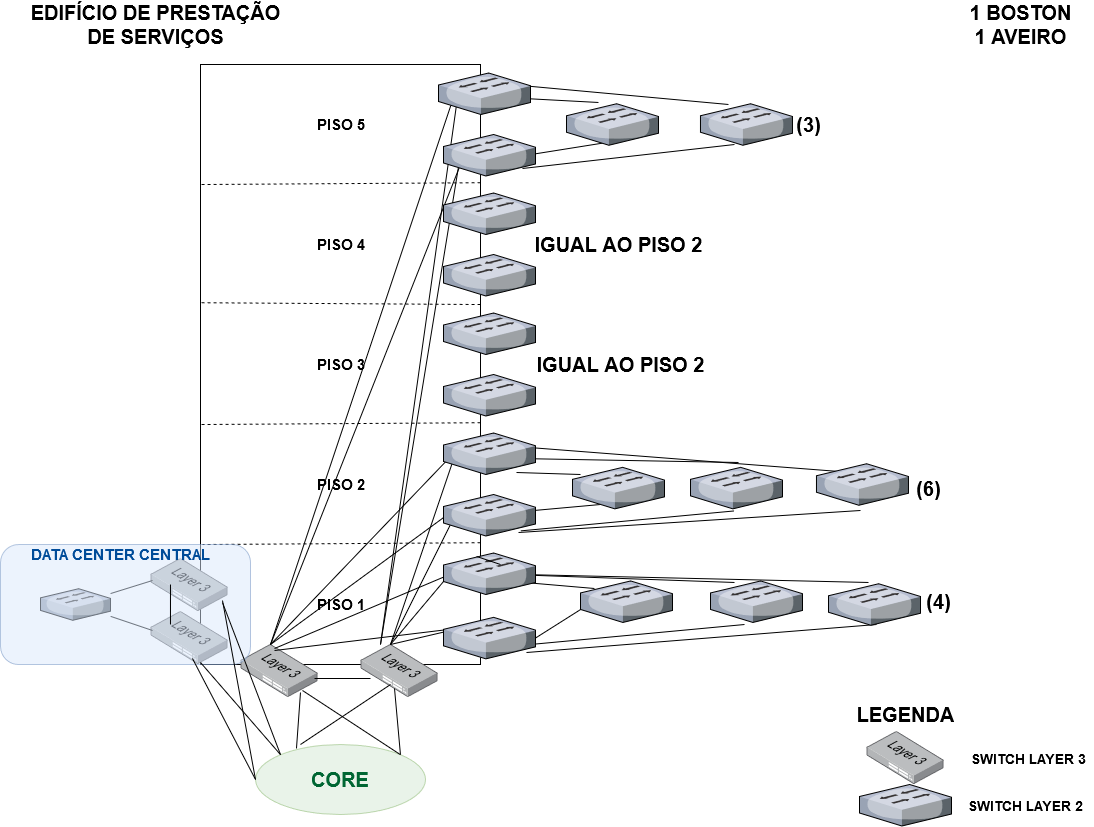 EDIFÍCIO DE PRESTAÇÃO
DE SERVIÇOS
1 BOSTON
1 AVEIRO
PISO 5
(3)
PISO 4
IGUAL AO PISO 2
PISO 3
IGUAL AO PISO 2
PISO 2
(6)
DATA CENTER CENTRAL
Layer 3
Layer 3
PISO 1
(4)
Layer 3
Layer 3
CORE
LEGENDA
Layer 3
SWITCH LAYER 3
SWITCH LAYER 2